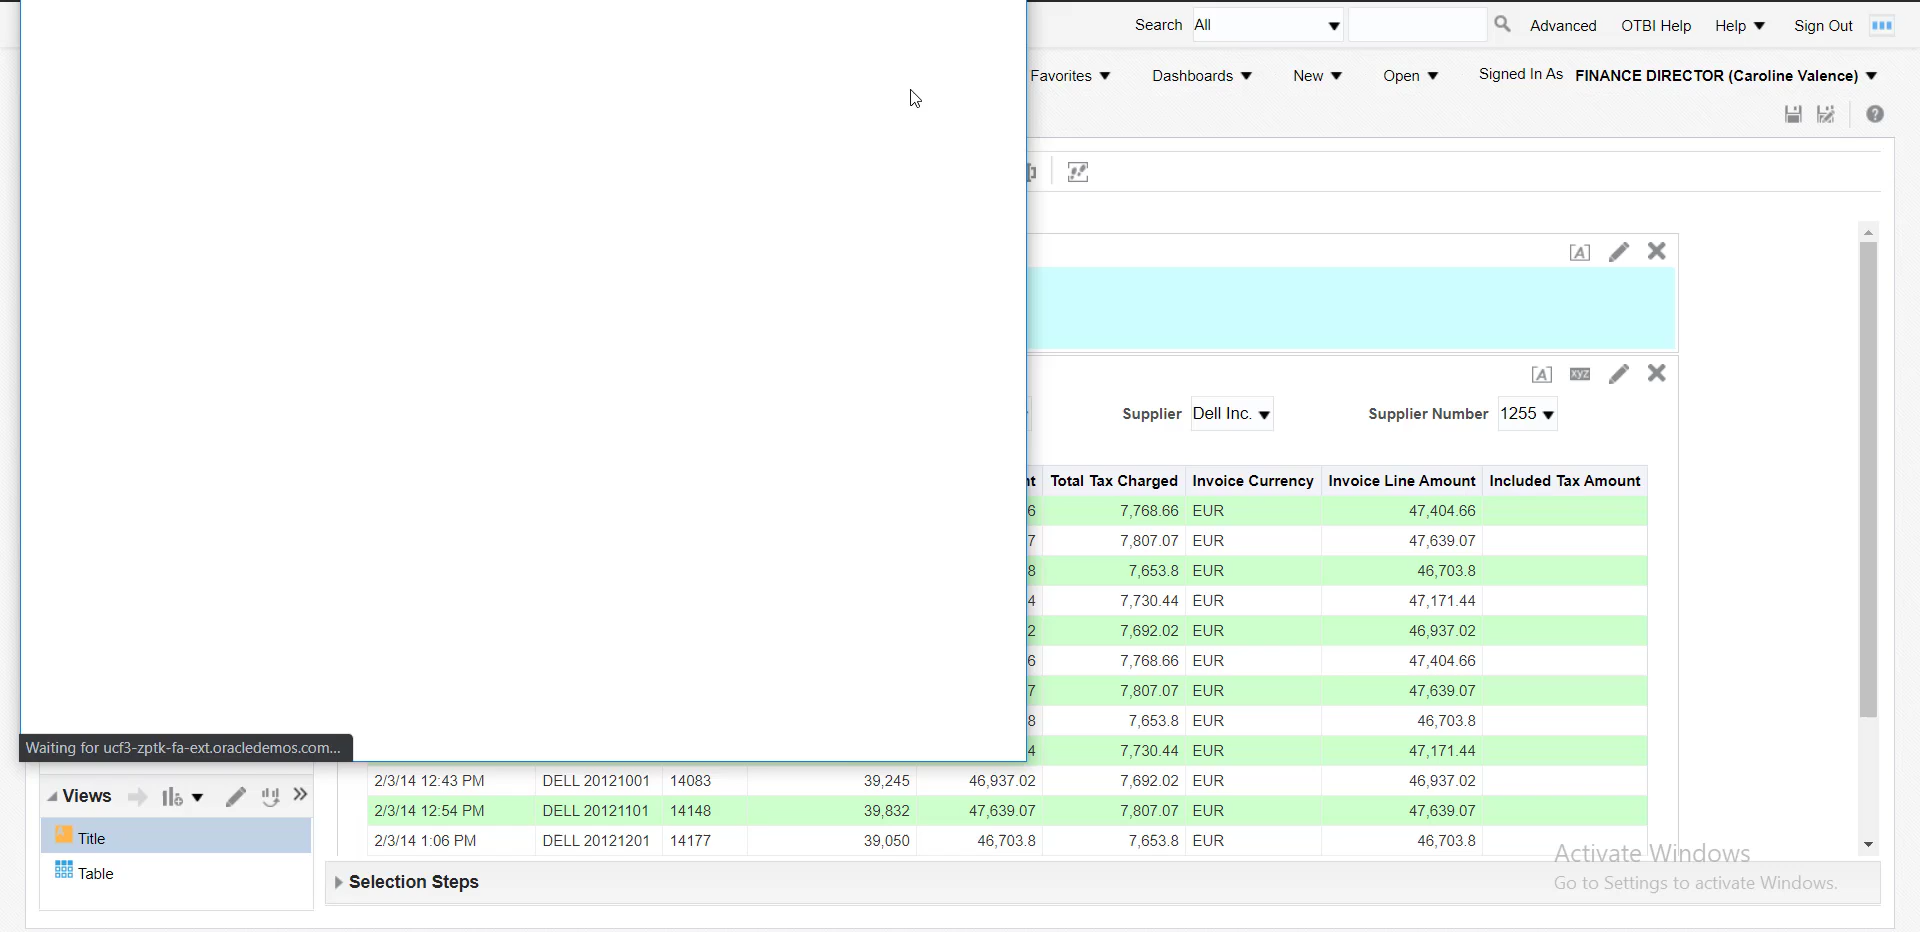 Search All Advanced OTBI Help Help Sign Out
Favorites Dashboards New Open Signed In As FINANCE DIRECTOR (Caroline Valence)
Supplier Dell Inc. Supplier Number 1255
Total Tax Charged Invoice Currency Invoice Line Amount Included Tax Amount
6 7,768.66 EUR 47,404.66
7 7,807.07 EUR 47,639.07
8 7,653.8 EUR 46,703.8
4 7,730.44 EUR 47,171.44
2 7,692.02 EUR 46,937.02
6 7,768.66 EUR 47,404.66
7 7,807.07 EUR 47,639.07
8 7,653.8 EUR 46,703.8
4 7,730.44 EUR 47,171.44
Waiting for ucf3-zptk-fa-ext.oracledemos.com...
2/3/14 12:43 PM DELL 20121001 14083 39,245 46,937.02 7,692.02 EUR 46,937.02
2/3/14 12:54 PM DELL 20121101 14148 39,832 47,639.07 7,807.07 EUR 47,639.07
2/3/14 1:06 PM DELL 20121201 14177 39,050 46,703.8 7,653.8 EUR 46,703.8
Views
Title
Table
Selection Steps
Activate Windows
Go to Settings to activate Windows.